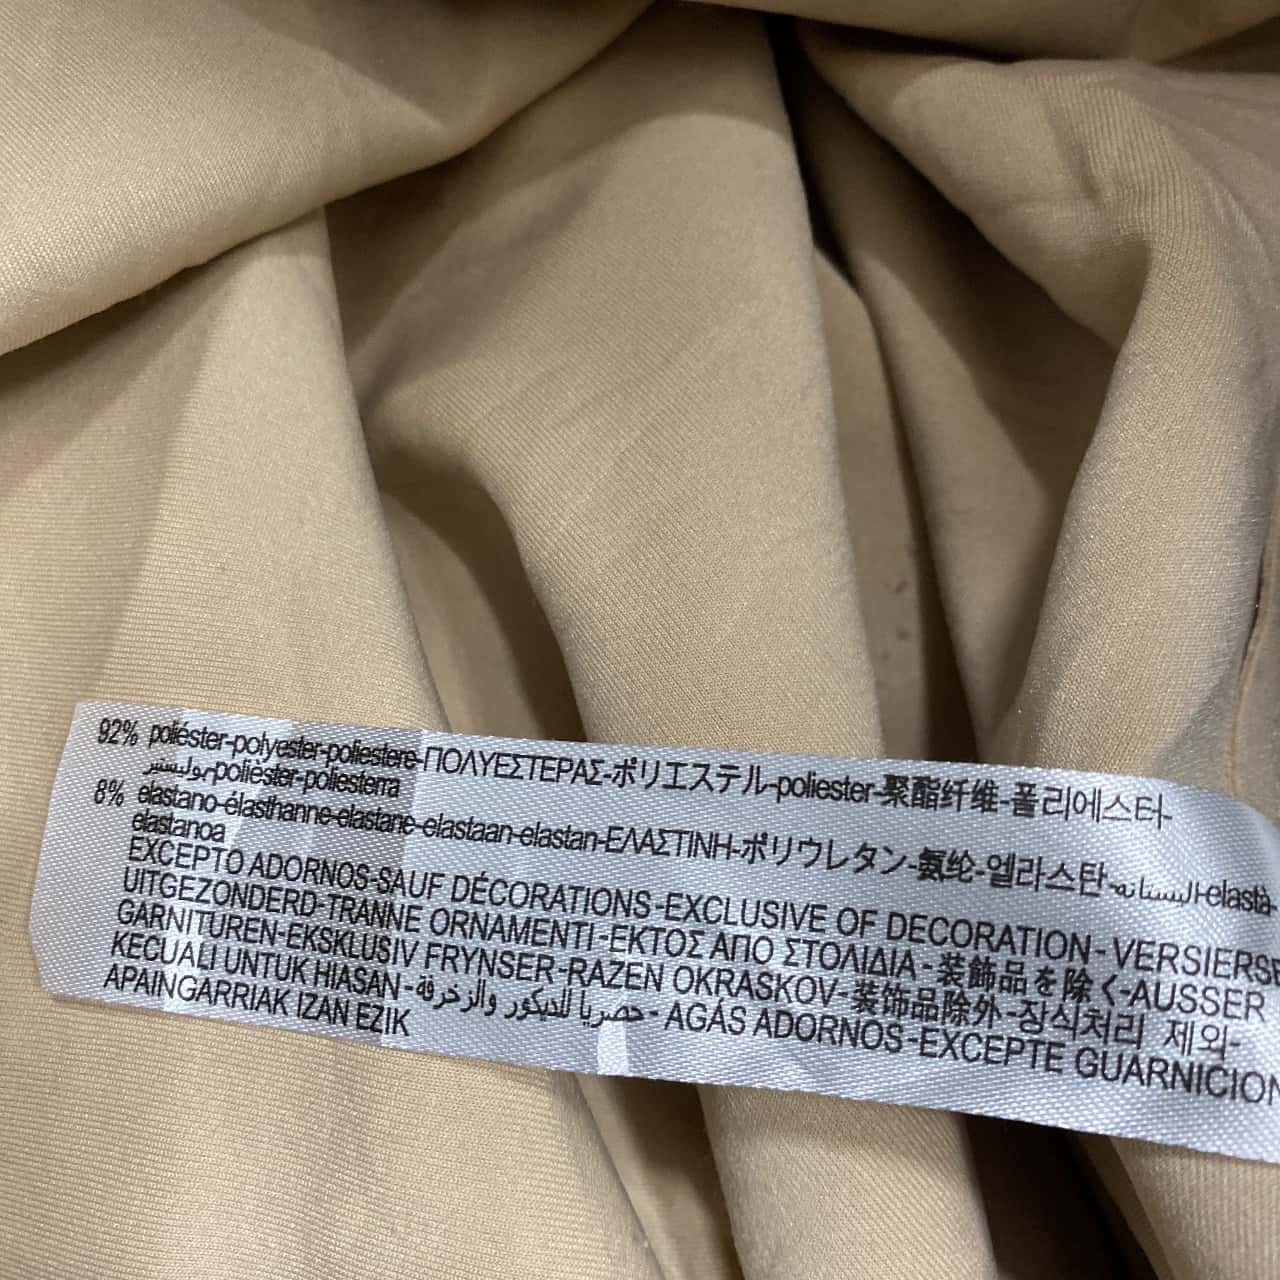 92% poliéster-polyester-poliestere-ΠΟΛΥΕΣΤΕΡΑΣ-ポリエステル-poliester-聚酯纤维-폴리에스터-
بوليستير-polièster-poliesterra
8% elastano-élasthanne-elastane-elastaan-elastan-ΕΛΑΣΤΙΝΗ-ポリウレタン-氨纶-엘라스탄-الستانه-elastà-
elastanoa
EXCEPTO ADORNOS-SAUF DÉCORATIONS-EXCLUSIVE OF DECORATION-VERSIERSE
UITGEZONDERD-TRANNE ORNAMENTI-ΕΚΤΟΣ ΑΠΟ ΣΤΟΛΙΔΙΑ-装飾品を除く-AUSSER
GARNITUREN-EKSKLUSIV FRYNSER-RAZEN OKRASKOV-装饰品除外-장식처리 제외-
KECUALI UNTUK HIASAN-حصريا للديكور والزخرفة-AGÁS ADORNOS-EXCEPTE GUARNICION
APAINGARRIAK IZAN EZIK